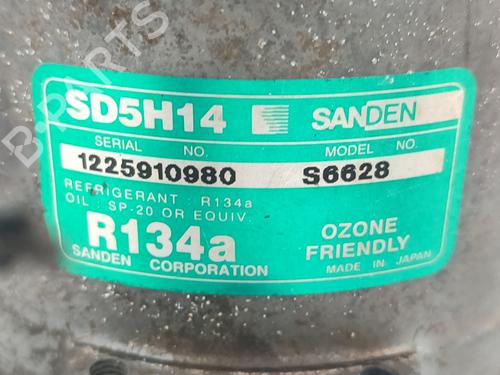 SD5H14 SANDEN
SERIAL NO. MODEL NO.
1225910980 S6628
REFRIGERANT : R134a
OIL : SP-20 OR EQUIV.
R134a OZONE
FRIENDLY
SANDEN CORPORATION MADE IN JAPAN
B-PARTS